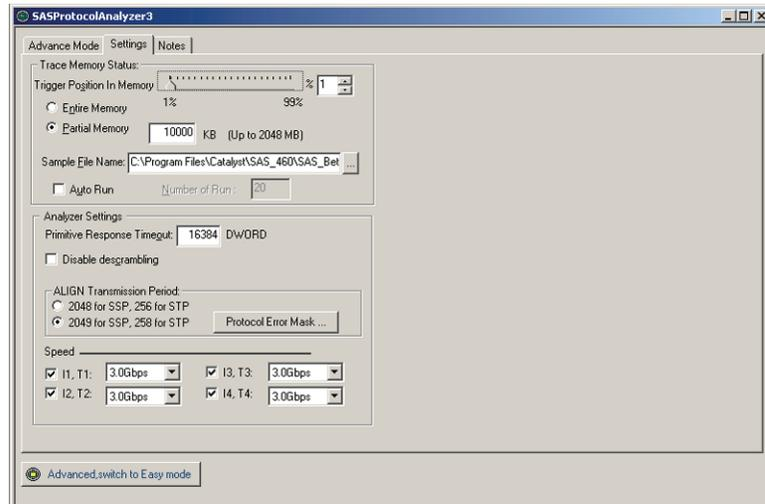 SASProtocolAnalyzer3
Advance Mode Settings Notes
Trace Memory Status:
Trigger Position In Memory % 1
1% 99%
Entire Memory
Partial Memory 10000 KB (Up to 2048 MB)
Sample File Name: C:\Program Files\Catalyst\SAS_460\SAS_Bet ...
Auto Run Number of Run : 20
Analyzer Settings
Primitive Response Timeout: 16384 DWORD
Disable descrambling
ALIGN Transmission Period:
2048 for SSP, 256 for STP
2049 for SSP, 258 for STP Protocol Error Mask ...
Speed
I1, T1: 3.0Gbps I3, T3: 3.0Gbps
I2, T2: 3.0Gbps I4, T4: 3.0Gbps
Advanced,switch to Easy mode